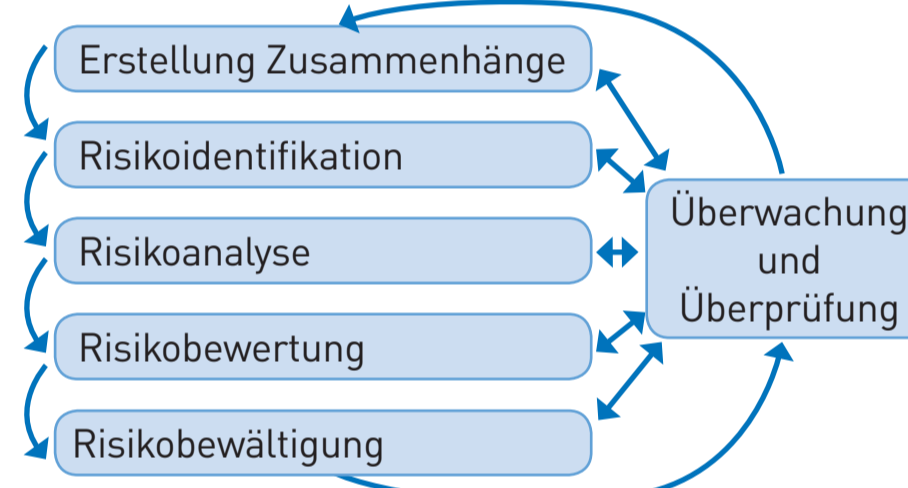 Erstellung Zusammenhänge
Risikoidentifikation
Risikoanalyse
Risikobewertung
Risikobewältigung
Überwachung
und
Überprüfung